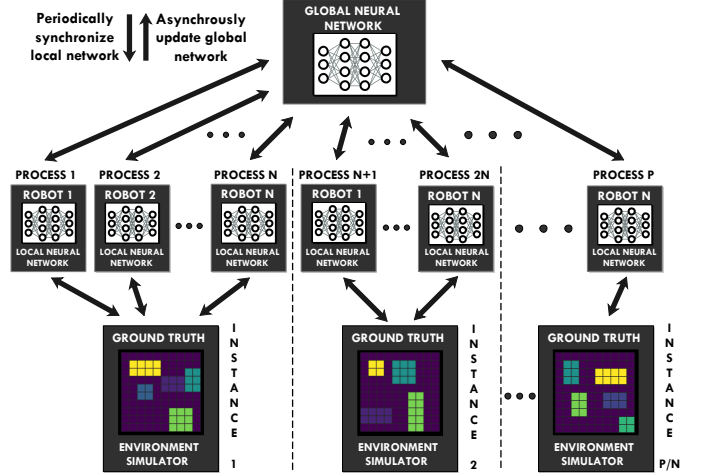 Periodically
synchronize
local network
Asynchrously
update global
network
GLOBAL NEURAL
NETWORK
PROCESS 1
PROCESS 2
PROCESS N
PROCESS N+1
PROCESS 2N
PROCESS P
ROBOT 1
ROBOT 2
ROBOT N
ROBOT 1
ROBOT N
ROBOT N
LOCAL NEURAL
NETWORK
LOCAL NEURAL
NETWORK
LOCAL NEURAL
NETWORK
LOCAL NEURAL
NETWORK
LOCAL NEURAL
NETWORK
LOCAL NEURAL
NETWORK
GROUND TRUTH
ENVIRONMENT
SIMULATOR
INSTANCE
1
GROUND TRUTH
ENVIRONMENT
SIMULATOR
INSTANCE
2
GROUND TRUTH
ENVIRONMENT
SIMULATOR
INSTANCE
P/N